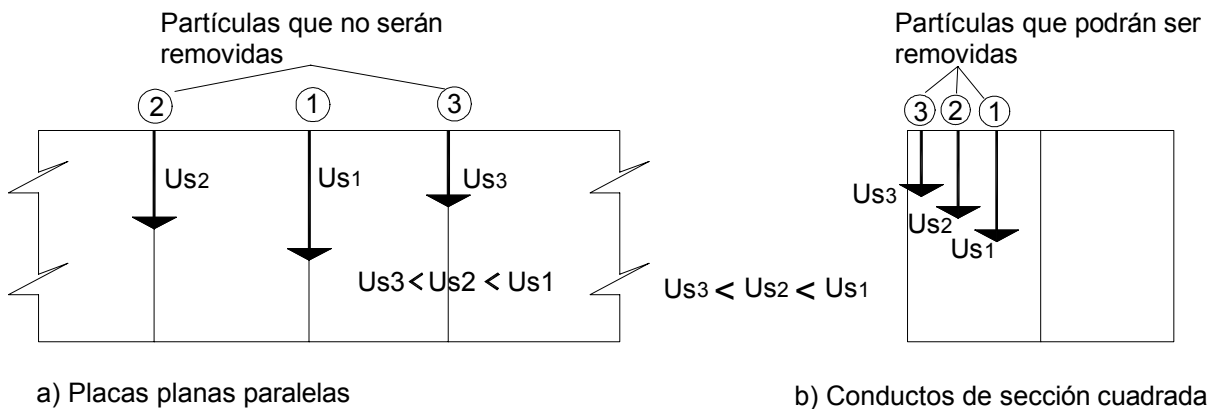 Partículas que no serán
removidas
2
1
3
Us2
Us1
Us3
Us3 < Us2 < Us1
a) Placas planas paralelas
Partículas que podrán ser
removidas
3
2
1
Us3
Us2
Us1
Us3 < Us2 < Us1
b) Conductos de sección cuadrada